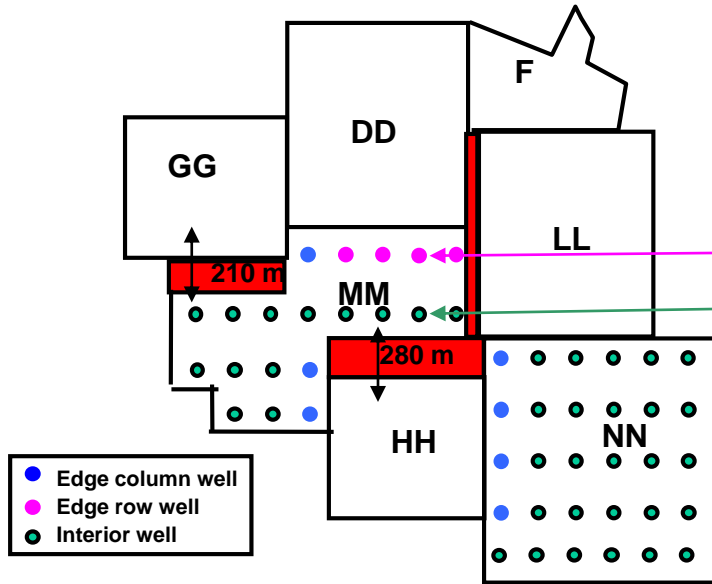 F
DD
GG
LL
210 m
MM
280 m
HH
NN
Edge column well
Edge row well
Interior well